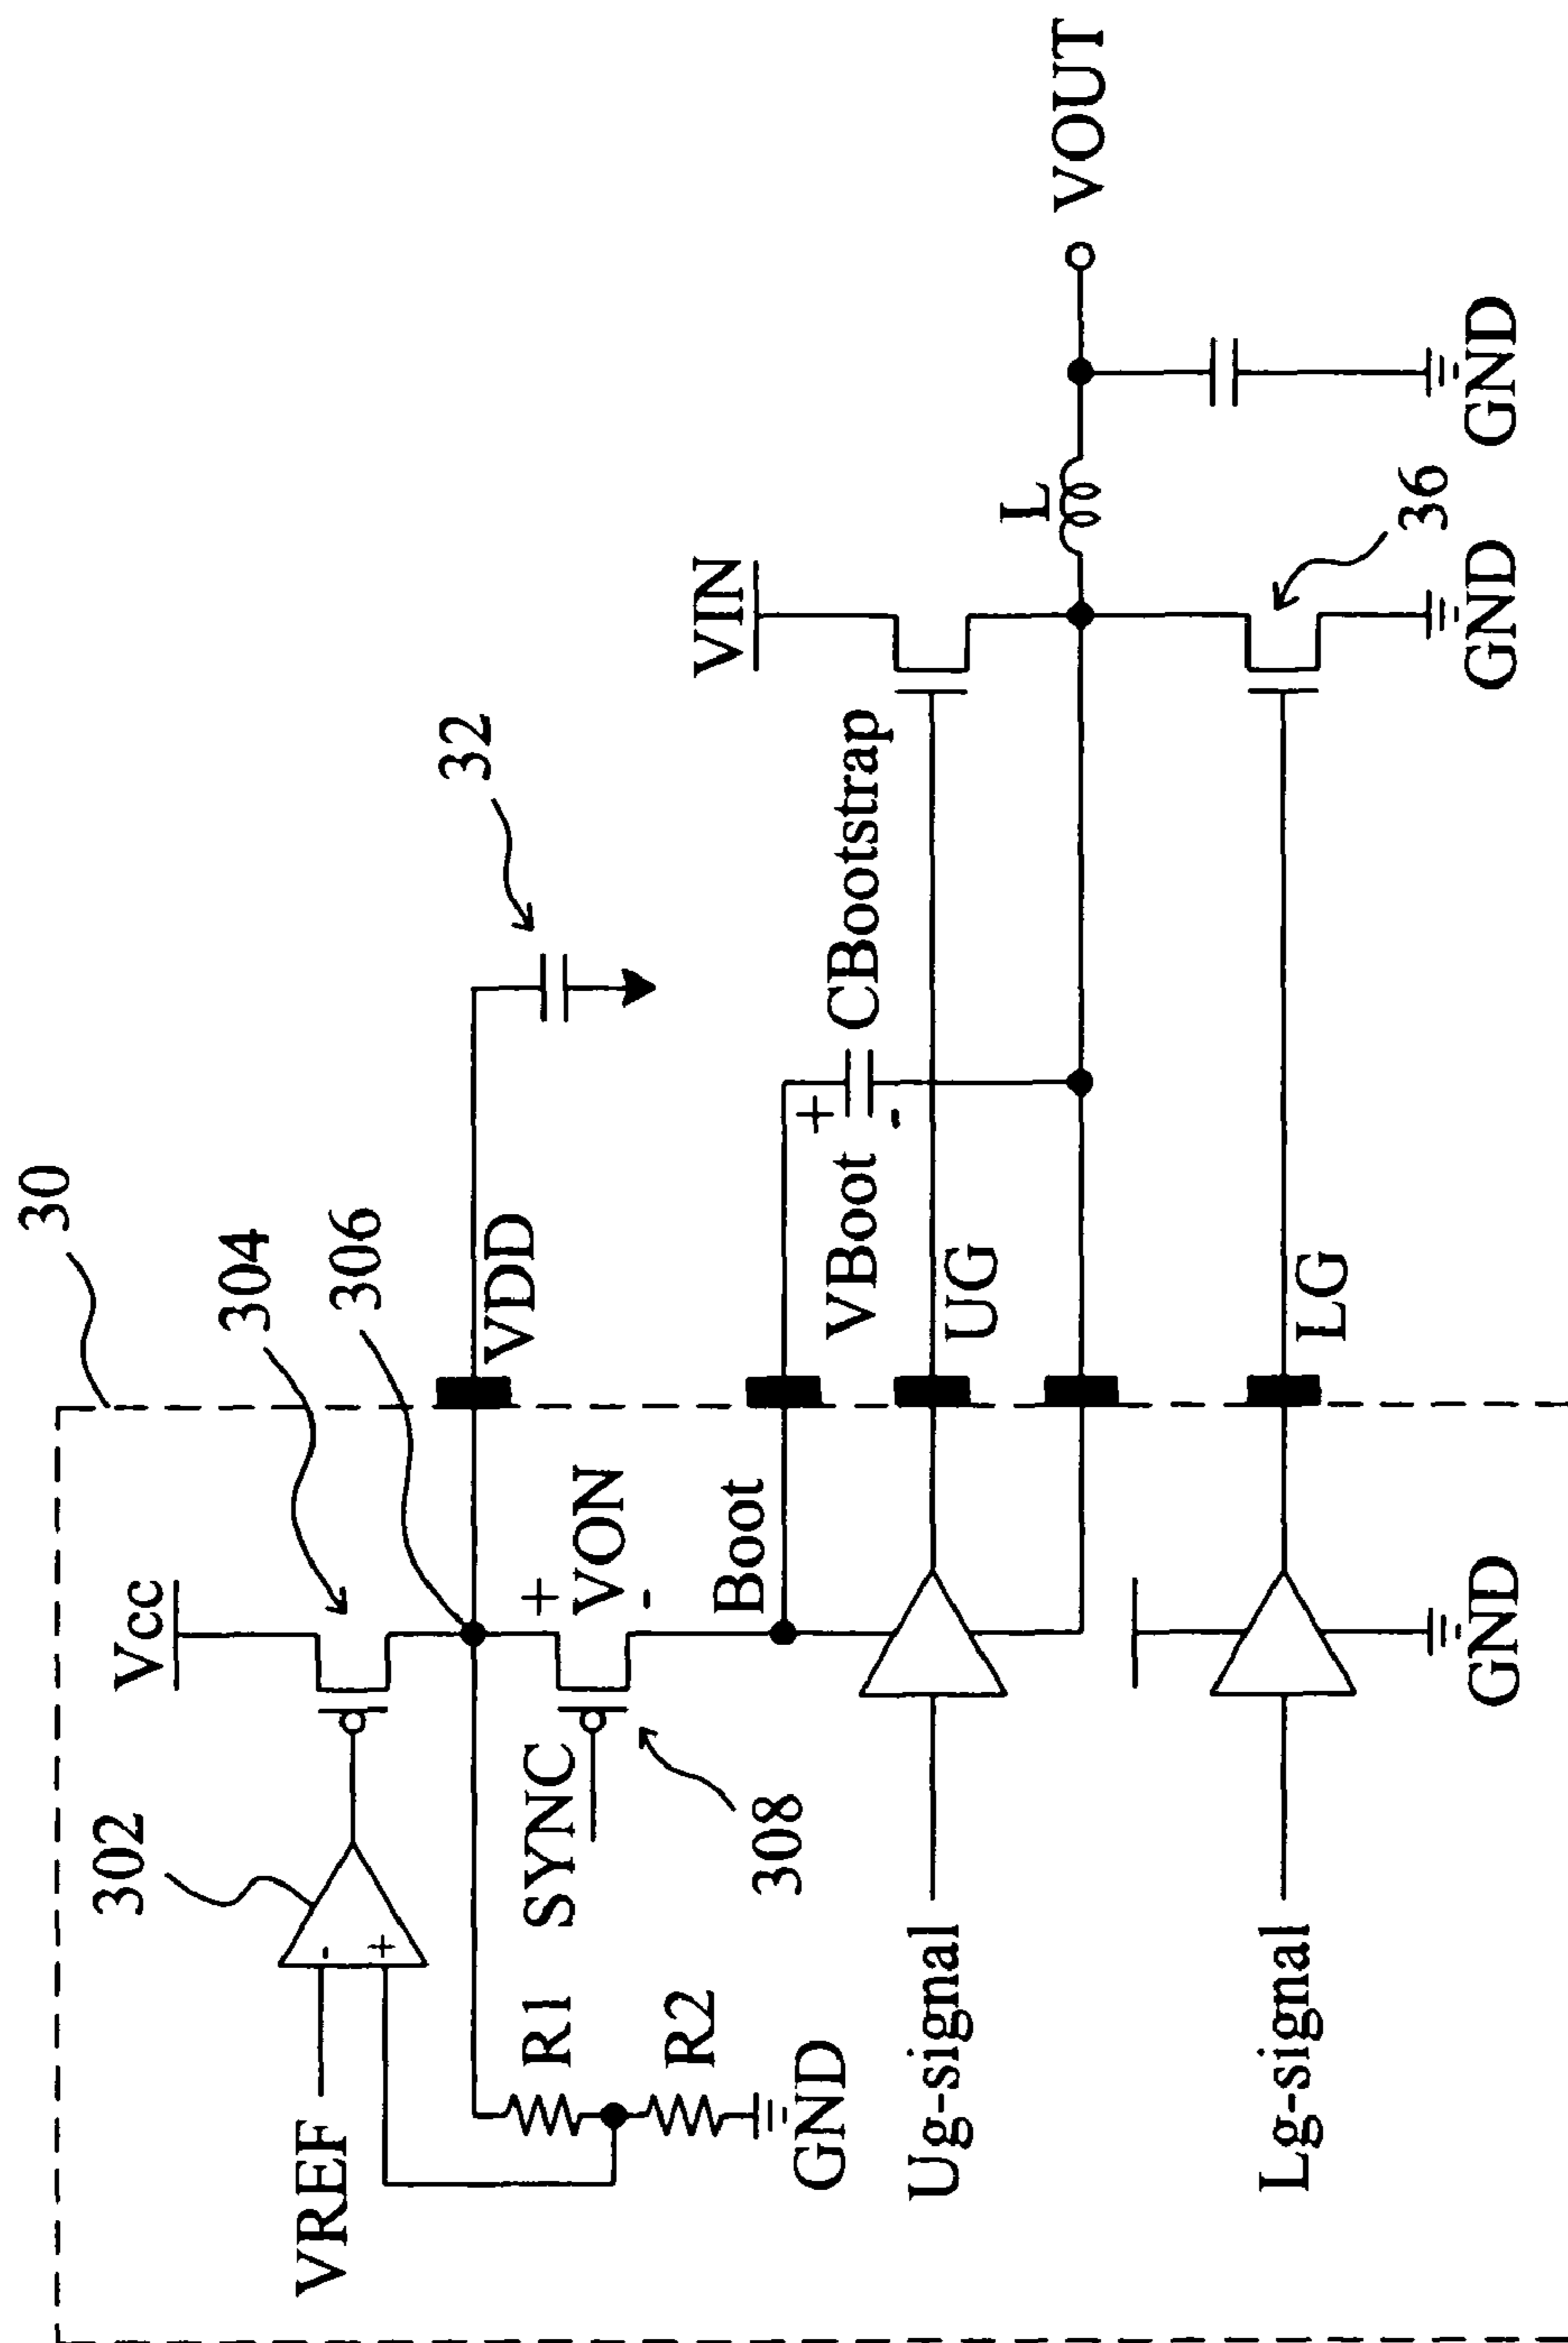 30
32
Vcc
304
306
302
VREF
-
+
VDD
+
VON
-
SYNC
308
R1
R2
GND
Boot
+
VBoot
-
CBootstrap
VIN
L
VOUT
UG
Ug-signal
LG
Lg-signal
36
GND
GND
GND